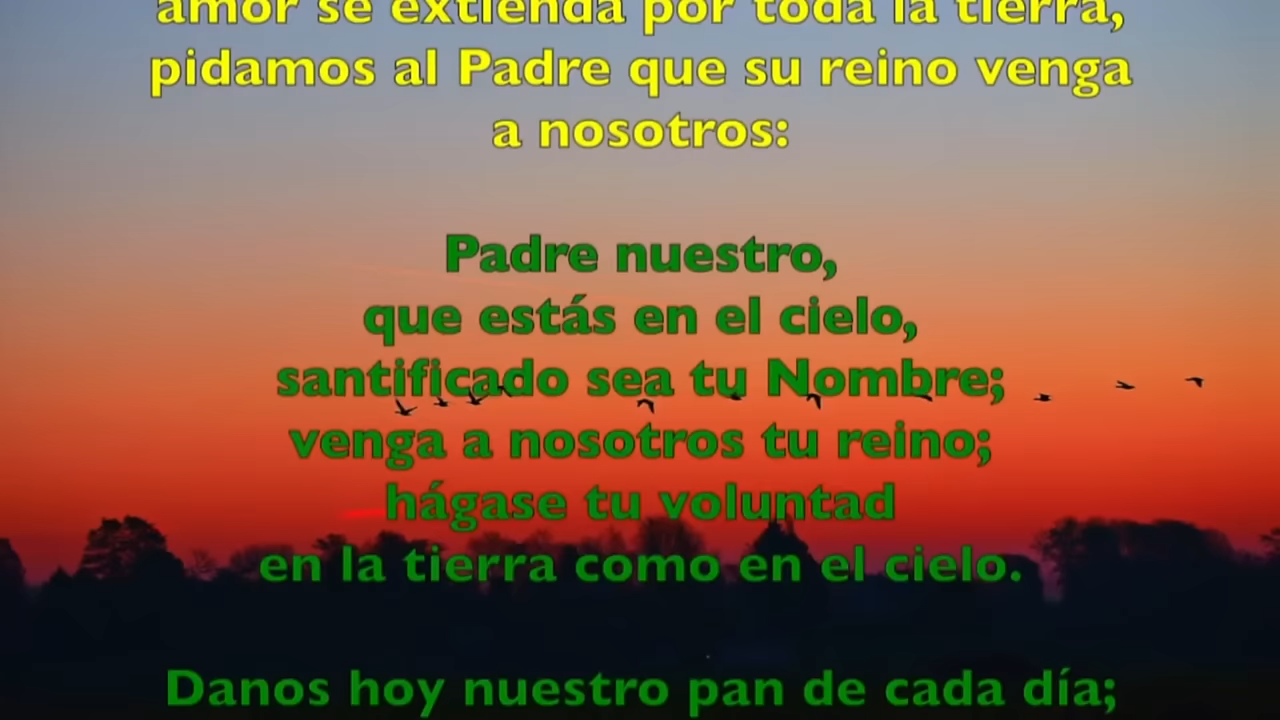 amor se extienda por toda la tierra,
pidamos al Padre que su reino venga
a nosotros:
Padre nuestro,
que estás en el cielo,
santificado sea tu Nombre;
venga a nosotros tu reino;
hágase tu voluntad
en la tierra como en el cielo.
Danos hoy nuestro pan de cada día;